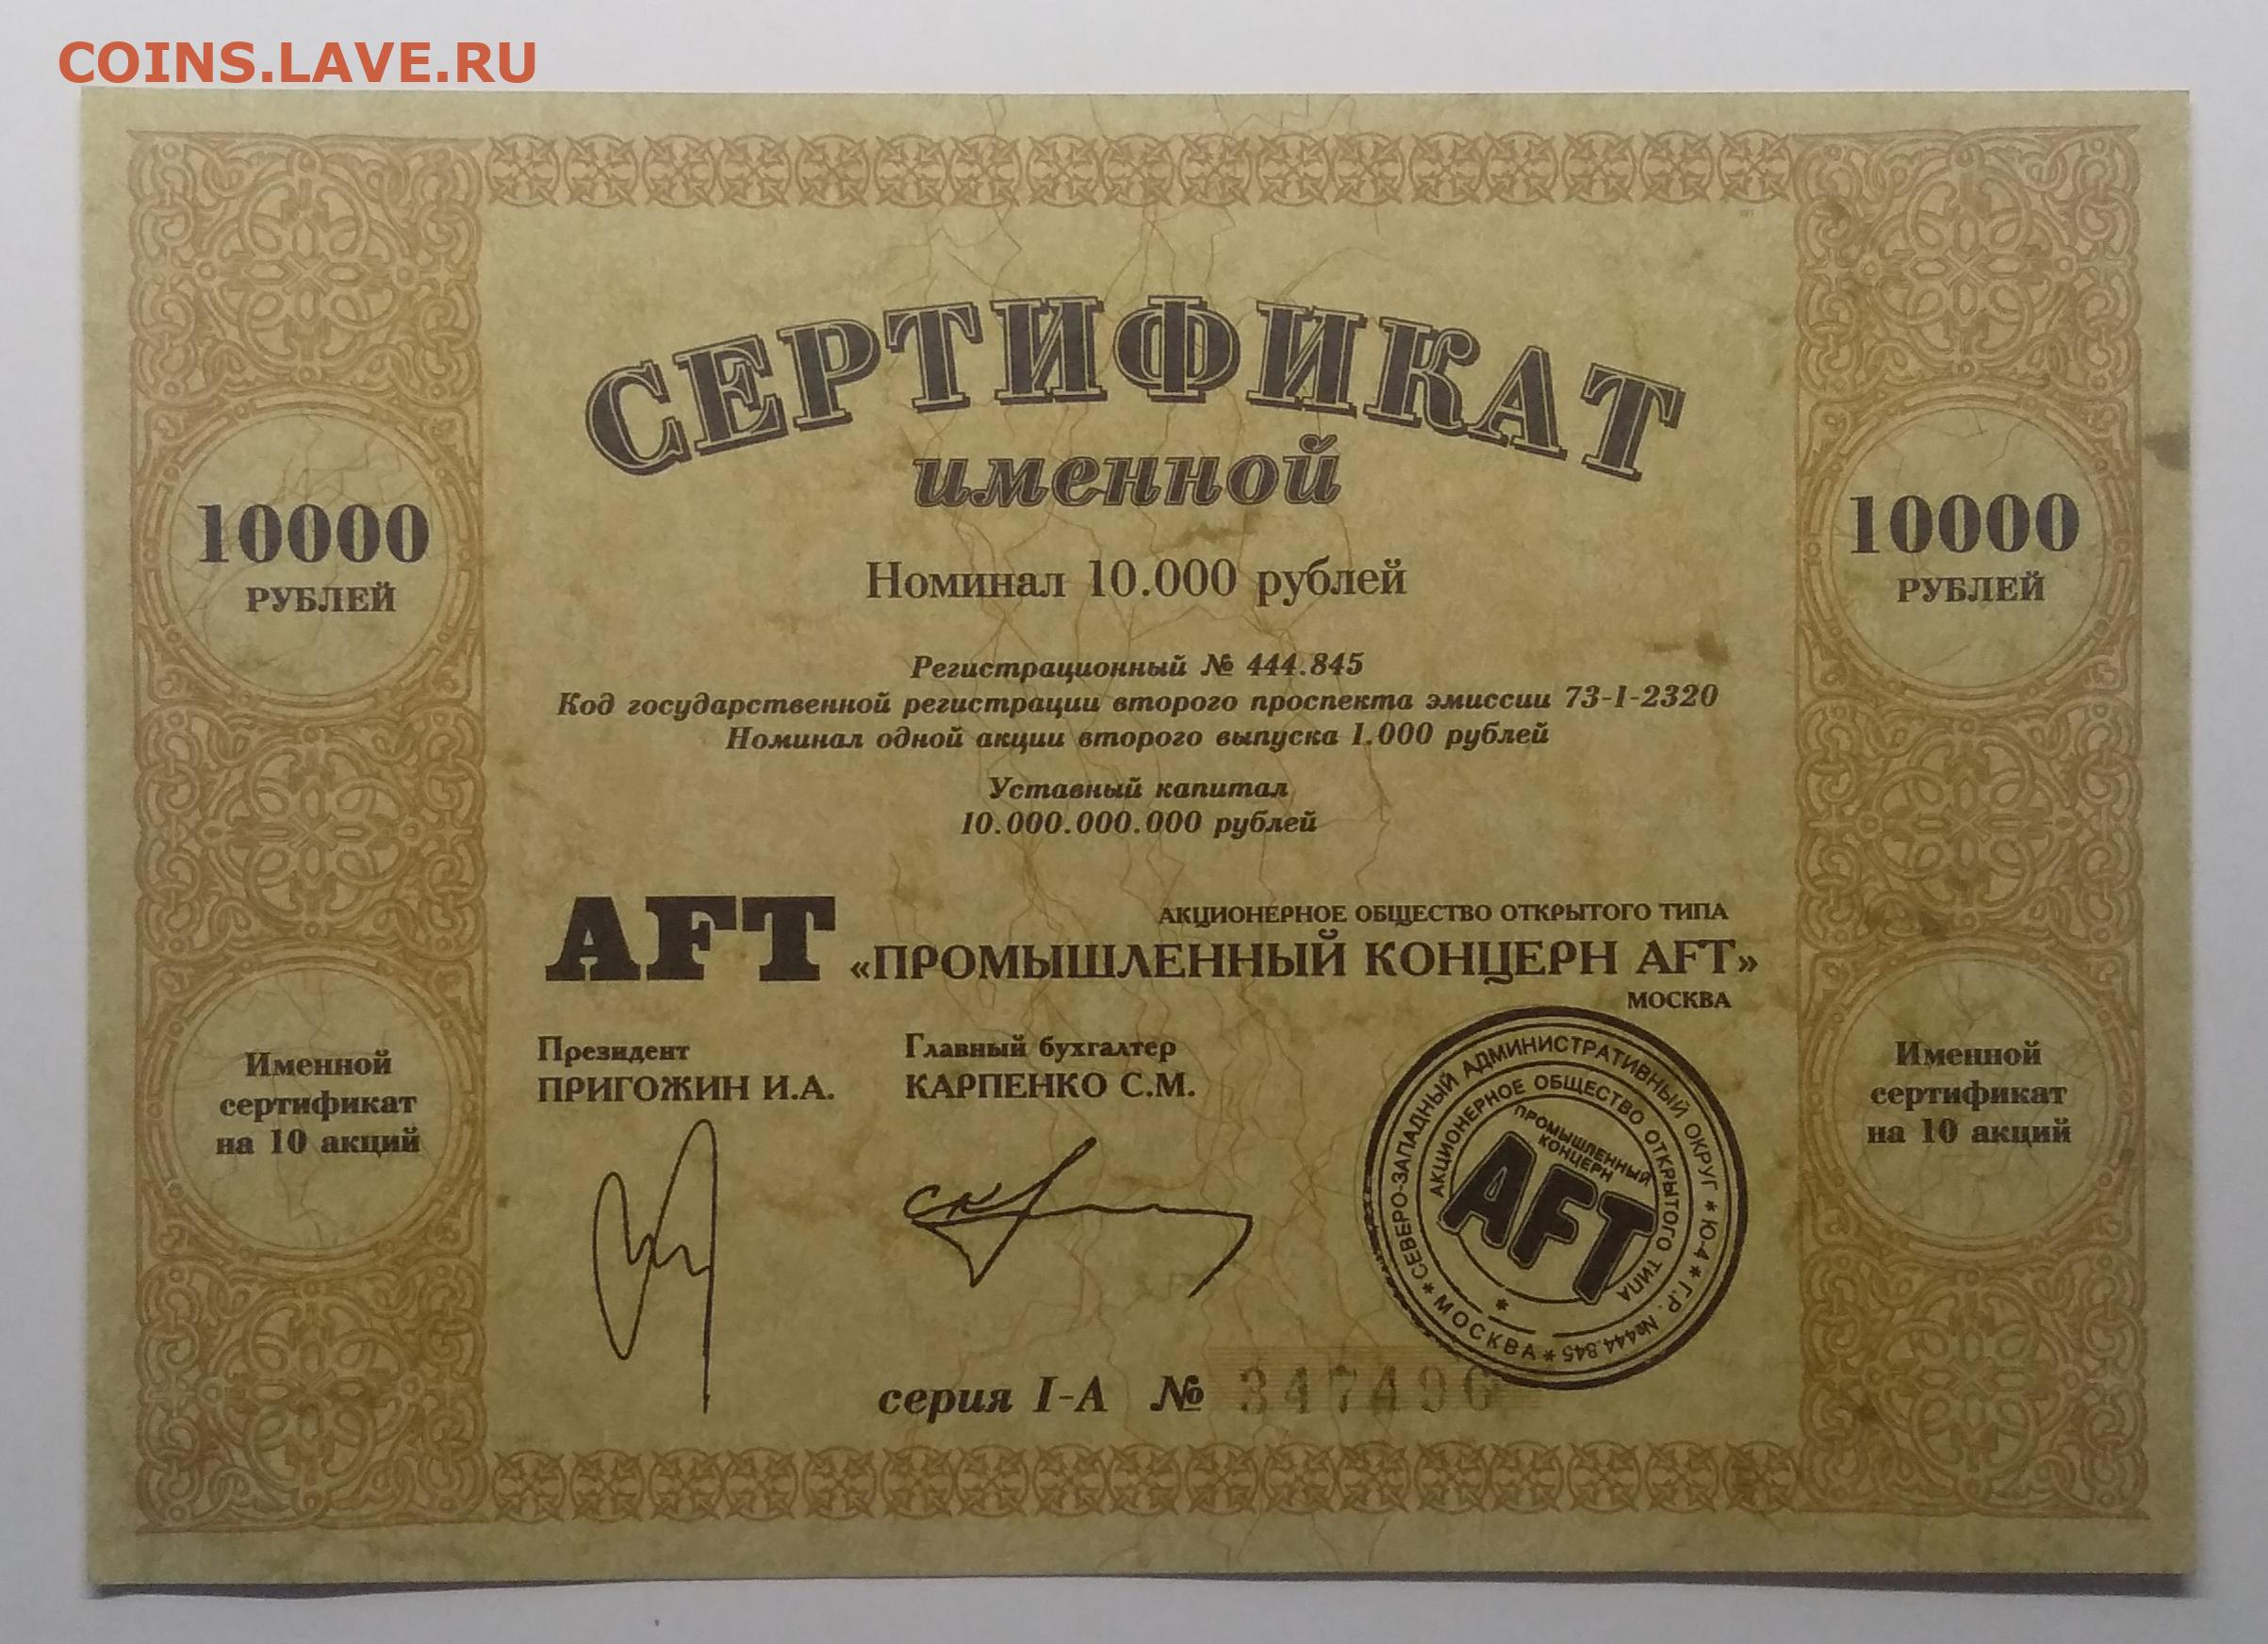 COINS.LAVE.RU
СЕРТИФИКАТ
именной
Номинал 10.000 рублей
Регистрационный № 444.845
Код государственной регистрации второго проспекта эмиссии 73-1-2320
Номинал одной акции второго выпуска 1.000 рублей
Уставный капитал
10.000.000.000 рублей
10000
РУБЛЕЙ
10000
РУБЛЕЙ
AFT
АКЦИОНЕРНОЕ ОБЩЕСТВО ОТКРЫТОГО ТИПА
«ПРОМЫШЛЕННЫЙ КОНЦЕРН AFT»
МОСКВА
Именной
сертификат
на 10 акций
Президент
ПРИГОЖИН И.А.
Главный бухгалтер
КАРПЕНКО С.М.
Именной
сертификат
на 10 акций
СЕВЕРО-ЗАПАДНЫЙ АДМИНИСТРАТИВНЫЙ ОКРУГ * Ю-4 * Г.Р. №444.845 * МОСКВА *
АКЦИОНЕРНОЕ ОБЩЕСТВО ОТКРЫТОГО ТИПА *
ПРОМЫШЛЕННЫЙ
КОНЦЕРН
AFT
серия I-А № 347490